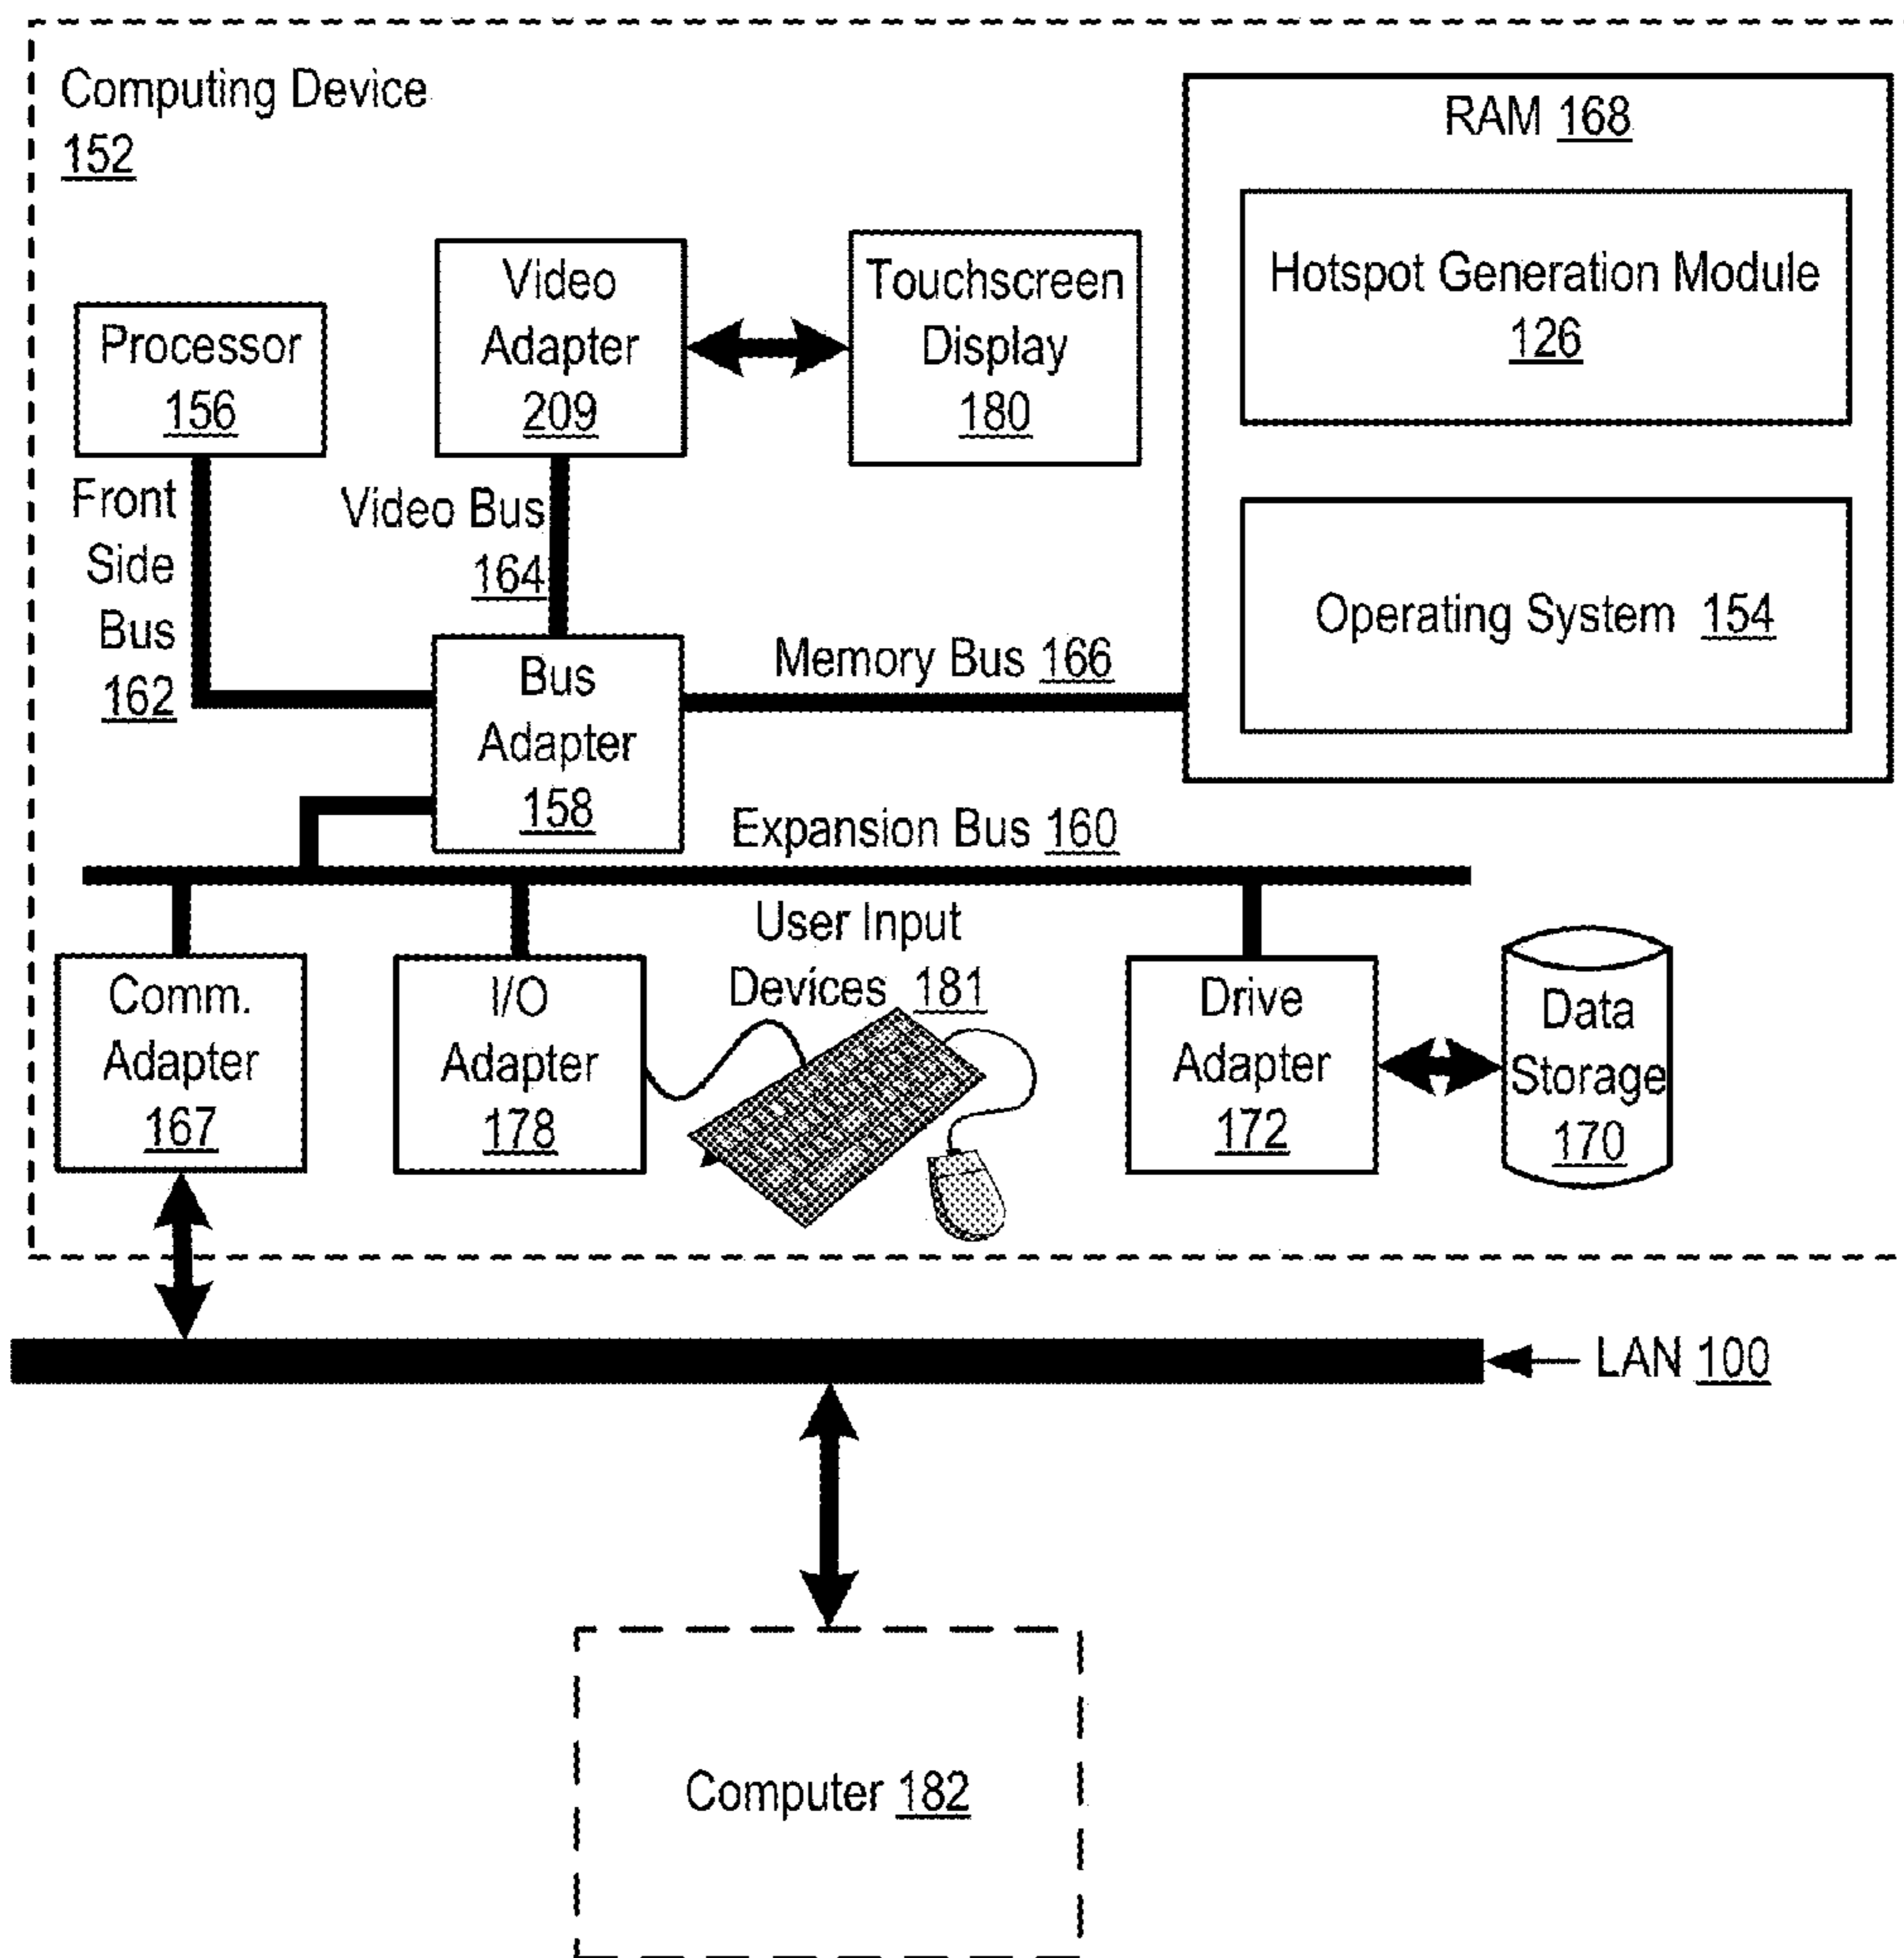 Computing Device
152
RAM 168
Hotspot Generation Module
126
Operating System 154
Video
Adapter
209
Touchscreen
Display
180
Processor
156
Front
Side
Bus
162
Video Bus
164
Bus
Adapter
158
Memory Bus 166
Expansion Bus 160
Comm.
Adapter
167
I/O
Adapter
178
User Input
Devices 181
Drive
Adapter
172
Data
Storage
170
LAN 100
Computer 182